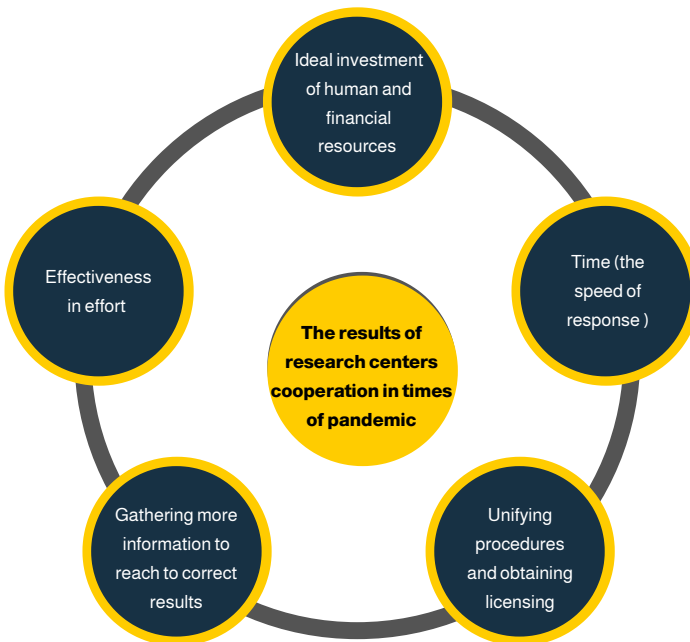 Ideal investment
of human and
financial
resources
Time (the
speed of
response )
Unifying
procedures
and obtaining
licensing
Gathering more
information to
reach to correct
results
Effectiveness
in effort
The results of
research centers
cooperation in times
of pandemic